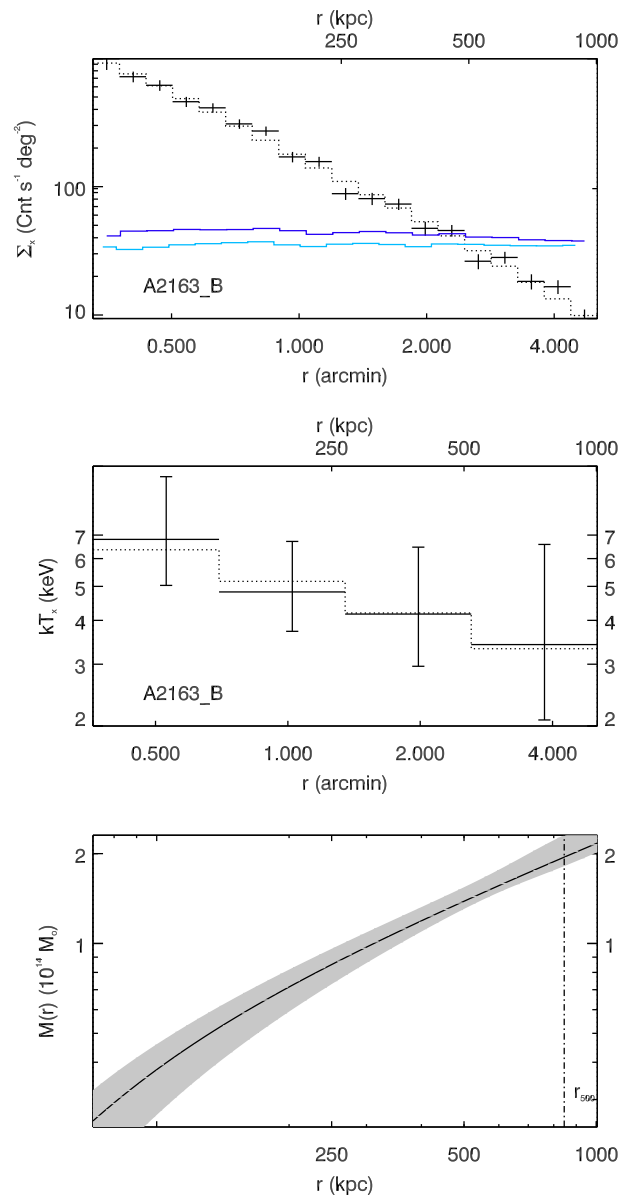 r (kpc)
250 500 1000
100
10
Σx (Cnt s-1 deg-2)
A2163_B
0.500 1.000 2.000 4.000
r (arcmin)
r (kpc)
250 500 1000
7 7
6 6
5 5
4 4
3 3
2 2
kTx (keV)
A2163_B
0.500 1.000 2.000 4.000
r (arcmin)
2 2
1 1
M(r) (10^14 M⊙)
r500
250 500 1000
r (kpc)